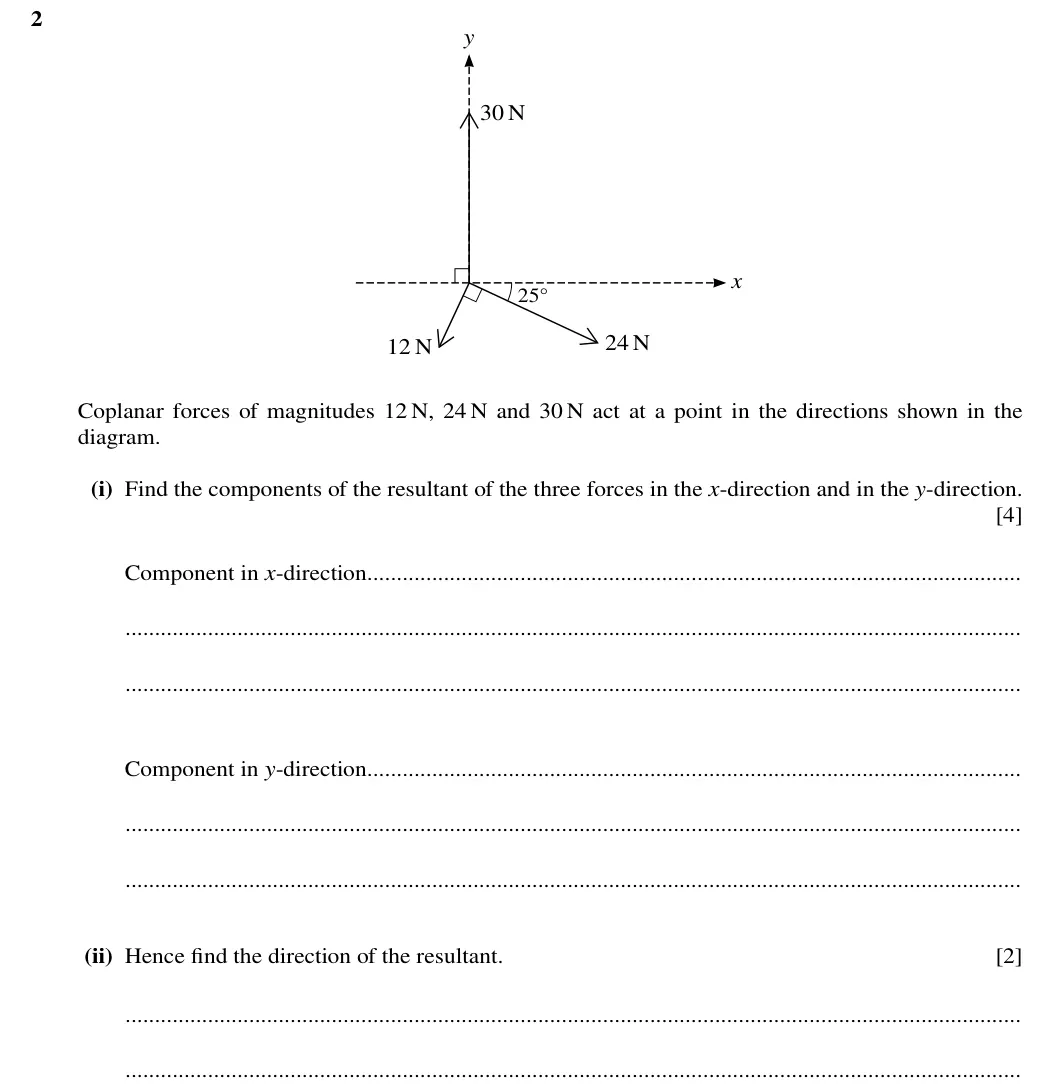 2
y
30 N
x
25°
12 N
24 N
Coplanar forces of magnitudes 12 N, 24 N and 30 N act at a point in the directions shown in the
diagram.
(i) Find the components of the resultant of the three forces in the x-direction and in the y-direction.
[4]
Component in x-direction..............................................................................................................
......................................................................................................................................................
......................................................................................................................................................
Component in y-direction..............................................................................................................
......................................................................................................................................................
......................................................................................................................................................
(ii) Hence find the direction of the resultant. [2]
......................................................................................................................................................
......................................................................................................................................................